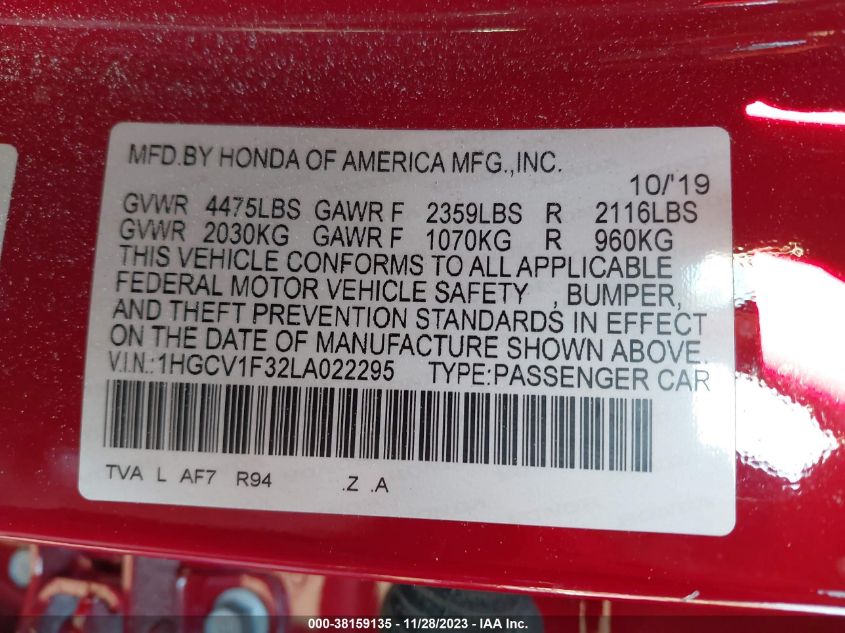 MFD.BY HONDA OF AMERICA MFG.,INC.
10/'19
GVWR 4475LBS GAWR F 2359LBS R 2116LBS
GVWR 2030KG GAWR F 1070KG R 960KG
THIS VEHICLE CONFORMS TO ALL APPLICABLE
FEDERAL MOTOR VEHICLE SAFETY , BUMPER,
AND THEFT PREVENTION STANDARDS IN EFFECT
ON THE DATE OF MANUFACTURE SHOWN ABOVE.
V.I.N.:1HGCV1F32LA022295 TYPE:PASSENGER CAR
TVA L AF7 R94 .Z .A
000-38159135 - 11/28/2023 - IAA Inc.